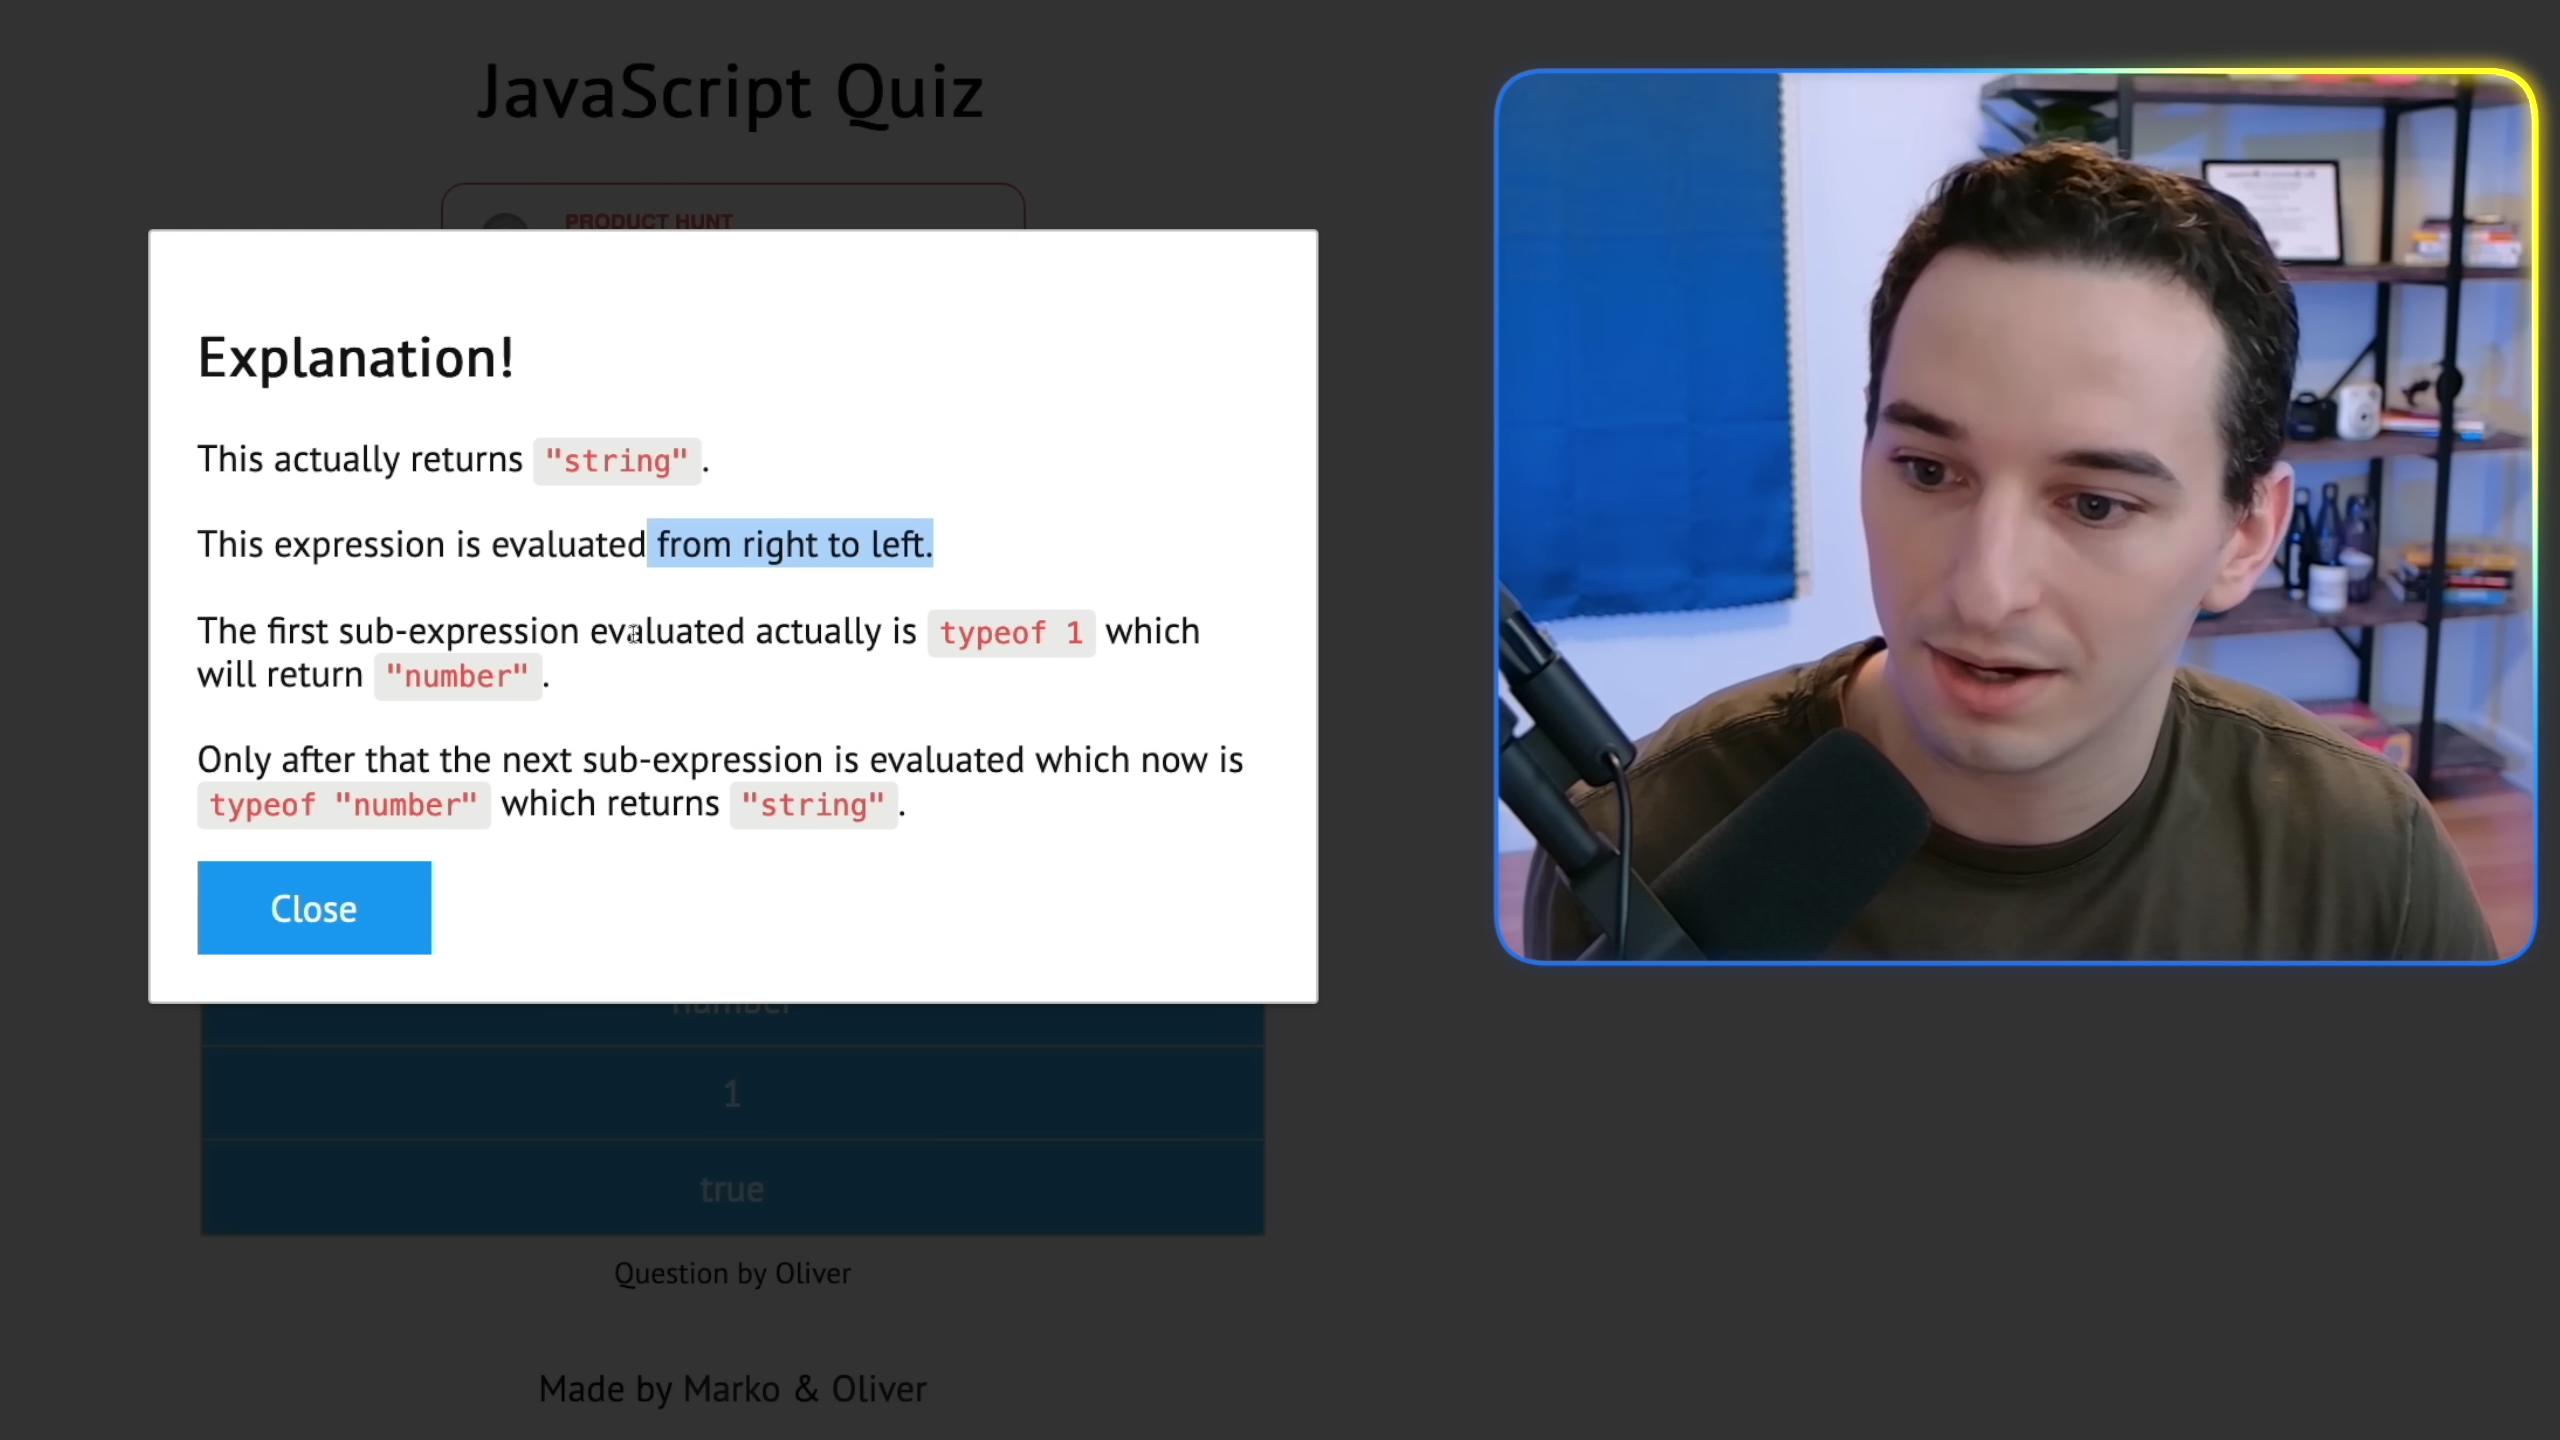 JavaScript Quiz
PRODUCT HUNT
Explanation!
This actually returns "string" .
This expression is evaluated from right to left.
The first sub-expression evaluated actually is typeof 1 which
will return "number" .
Only after that the next sub-expression is evaluated which now is
typeof "number" which returns "string" .
Close
number
1
true
Question by Oliver
Made by Marko & Oliver